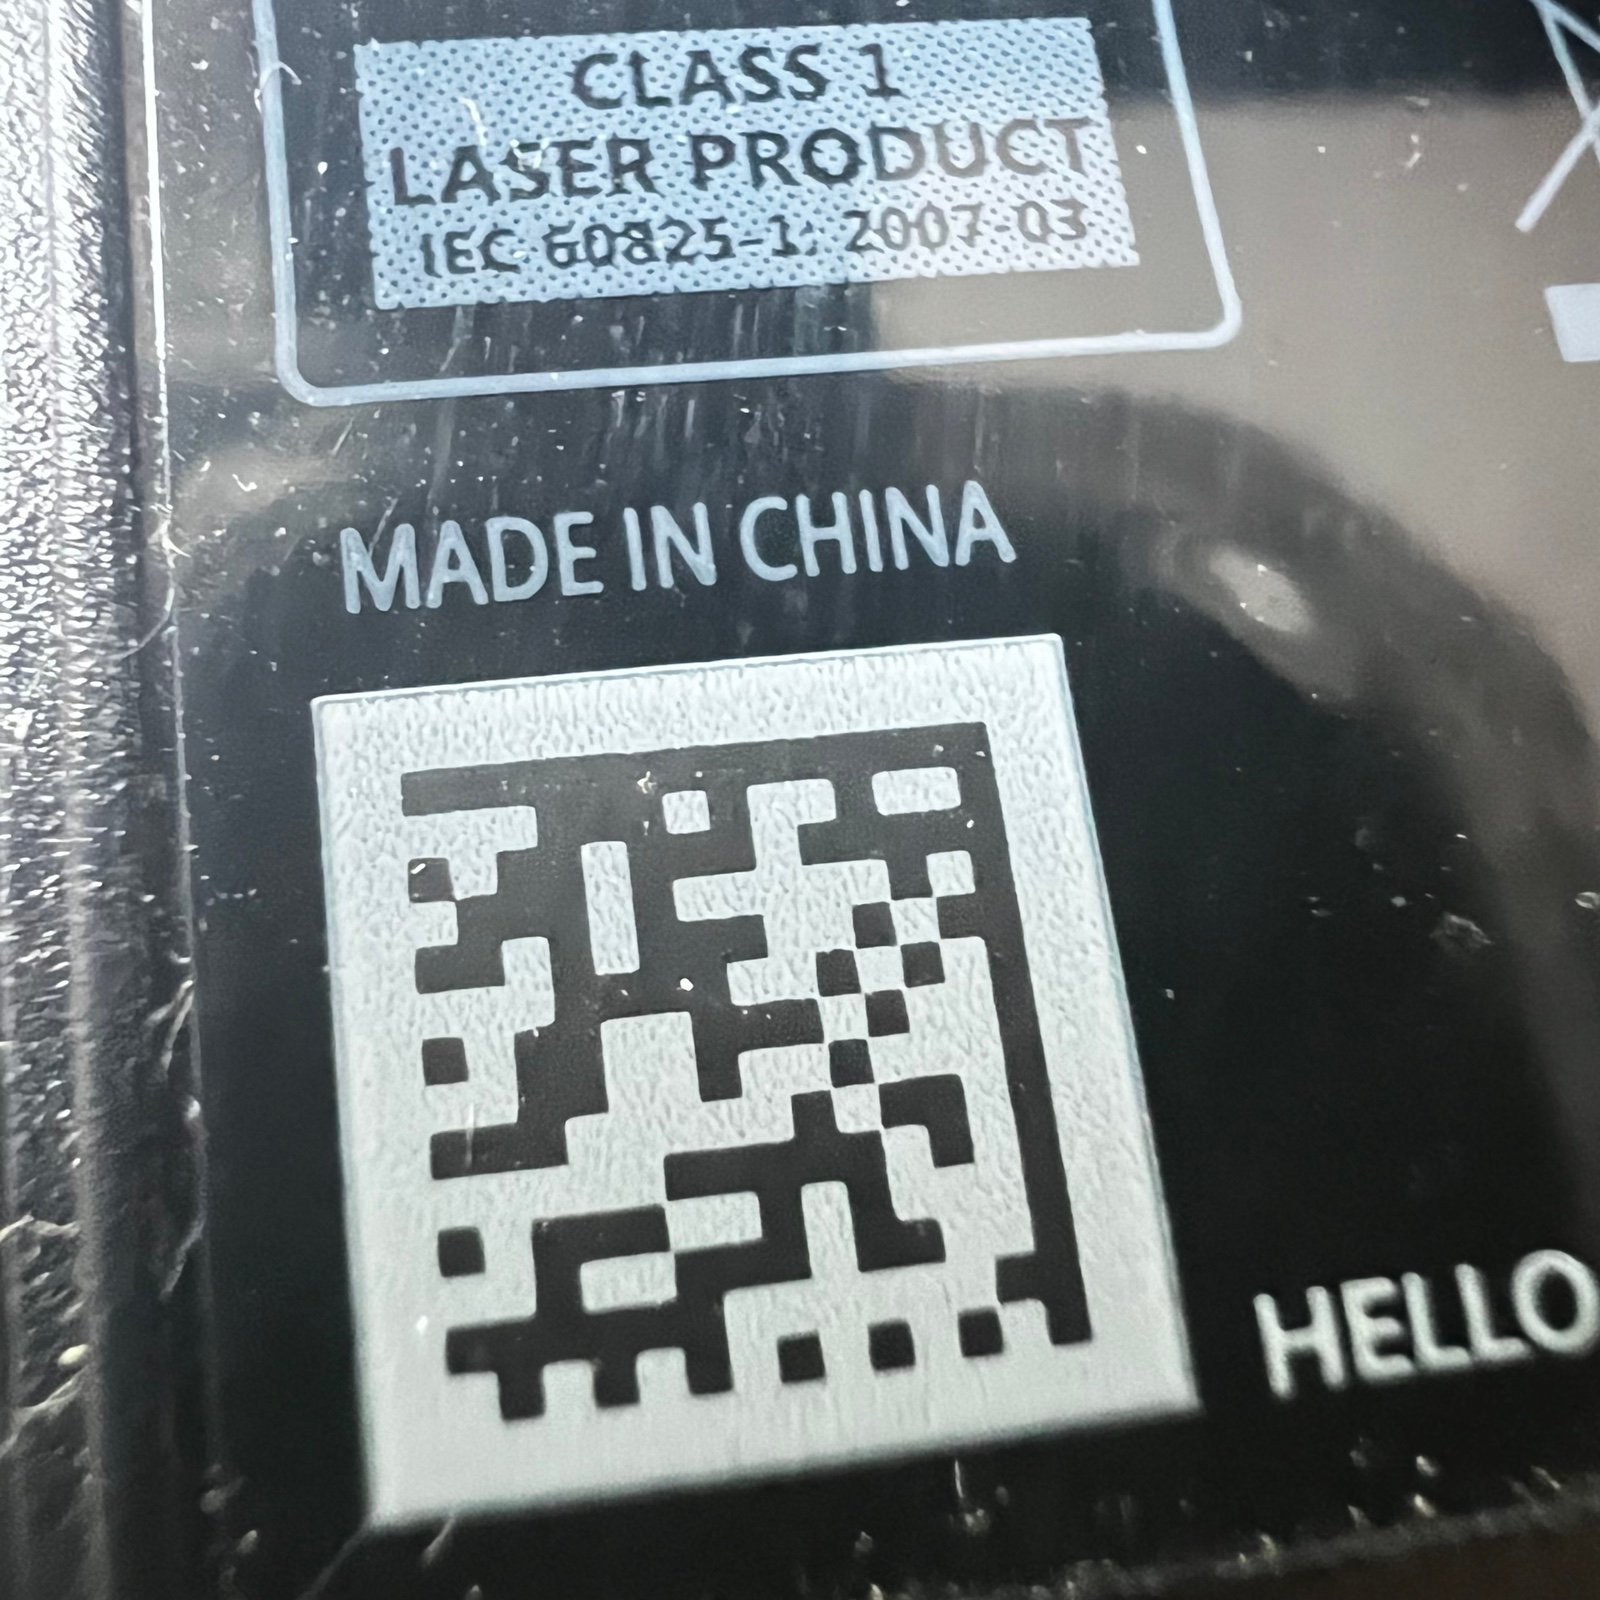 CLASS 1
LASER PRODUCT
IEC 60825-1: 2007-03
MADE IN CHINA
HELLO